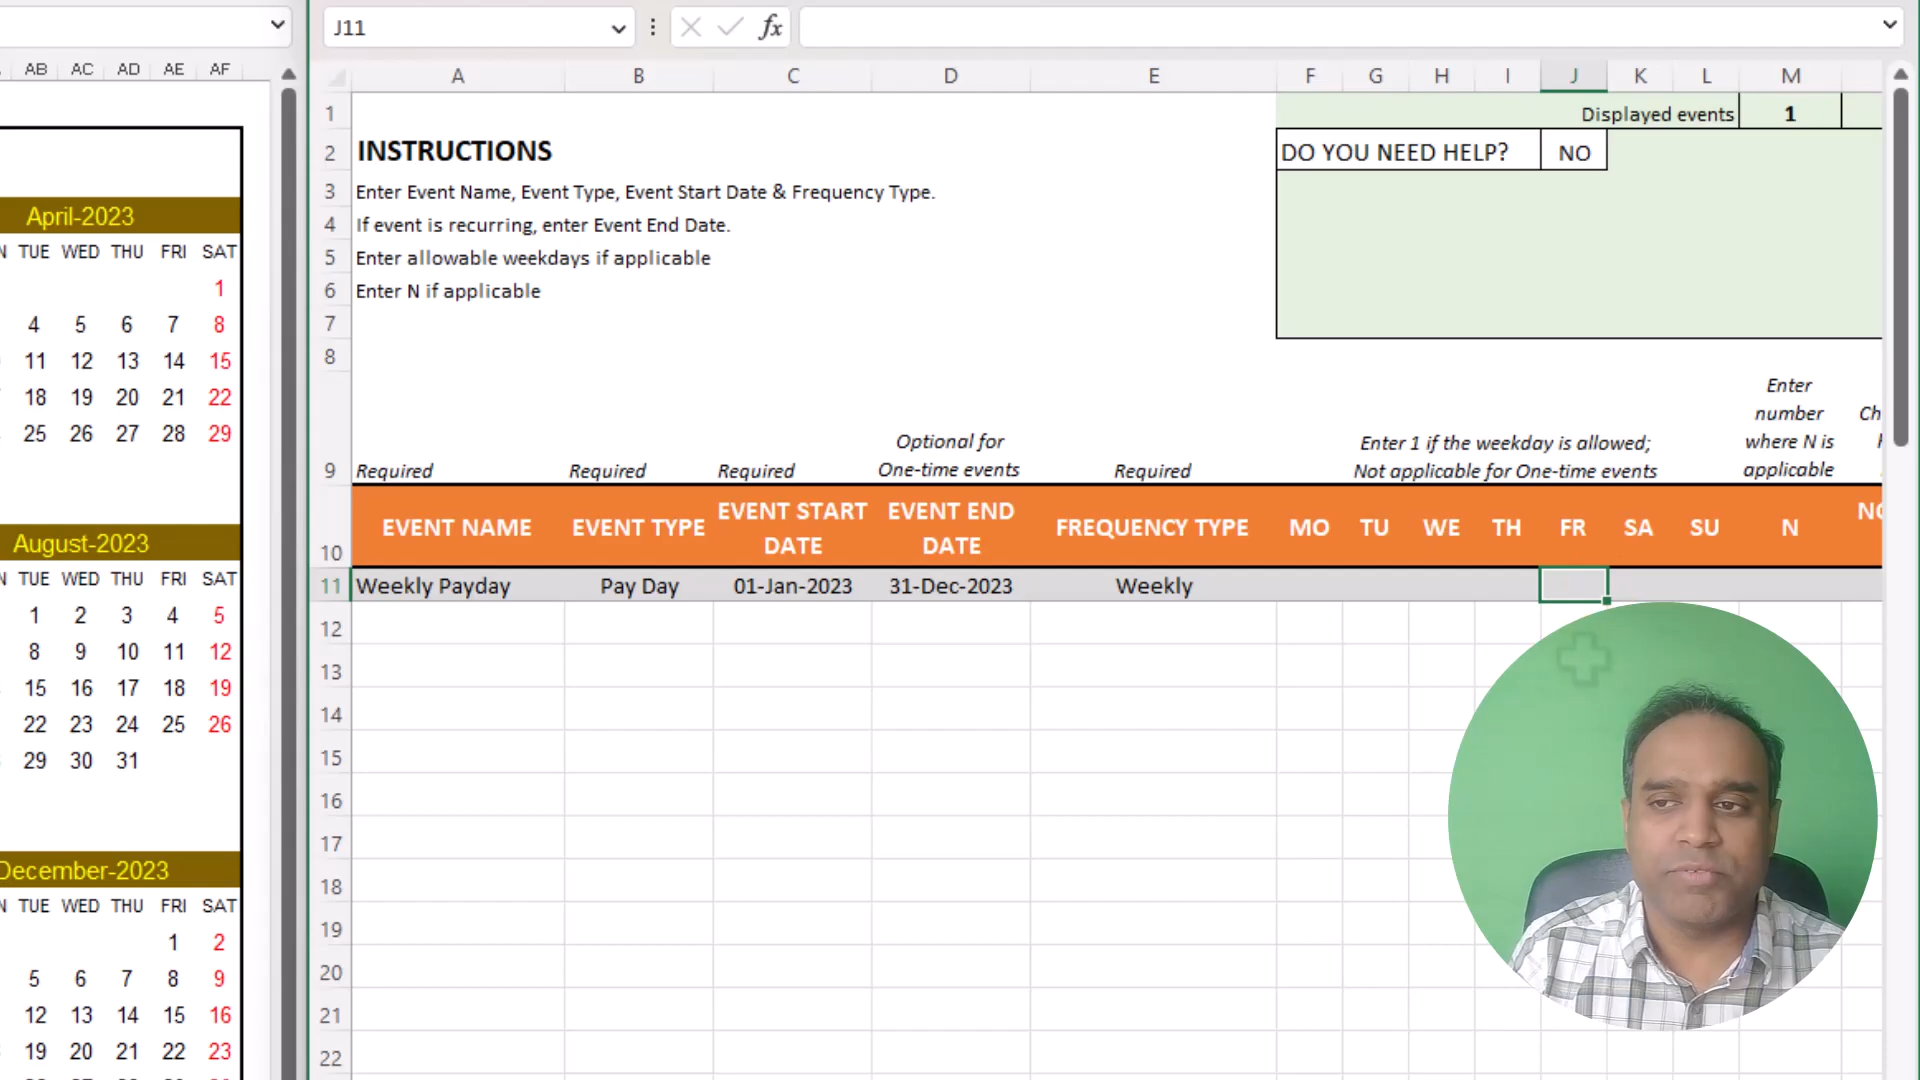 J11
fx
AB AC AD AE AF
A B C D E F G H I J K L M
April-2023
TUE WED THU FRI SAT
1
4 5 6 7 8
11 12 13 14 15
18 19 20 21 22
25 26 27 28 29
August-2023
TUE WED THU FRI SAT
1 2 3 4 5
8 9 10 11 12
15 16 17 18 19
22 23 24 25 26
29 30 31
December-2023
TUE WED THU FRI SAT
1 2
5 6 7 8 9
12 13 14 15 16
19 20 21 22 23
1 Displayed events 1
2 INSTRUCTIONS DO YOU NEED HELP? NO
3 Enter Event Name, Event Type, Event Start Date & Frequency Type.
4 If event is recurring, enter Event End Date.
5 Enter allowable weekdays if applicable
6 Enter N if applicable
7
8
9 Required Required Required
Optional for
One-time events
Required
Enter 1 if the weekday is allowed;
Not applicable for One-time events
Enter
number
where N is
applicable
10 EVENT NAME EVENT TYPE
EVENT START
DATE
EVENT END
DATE
FREQUENCY TYPE MO TU WE TH FR SA SU N
11 Weekly Payday Pay Day 01-Jan-2023 31-Dec-2023 Weekly
12
13
14
15
16
17
18
19
20
21
22